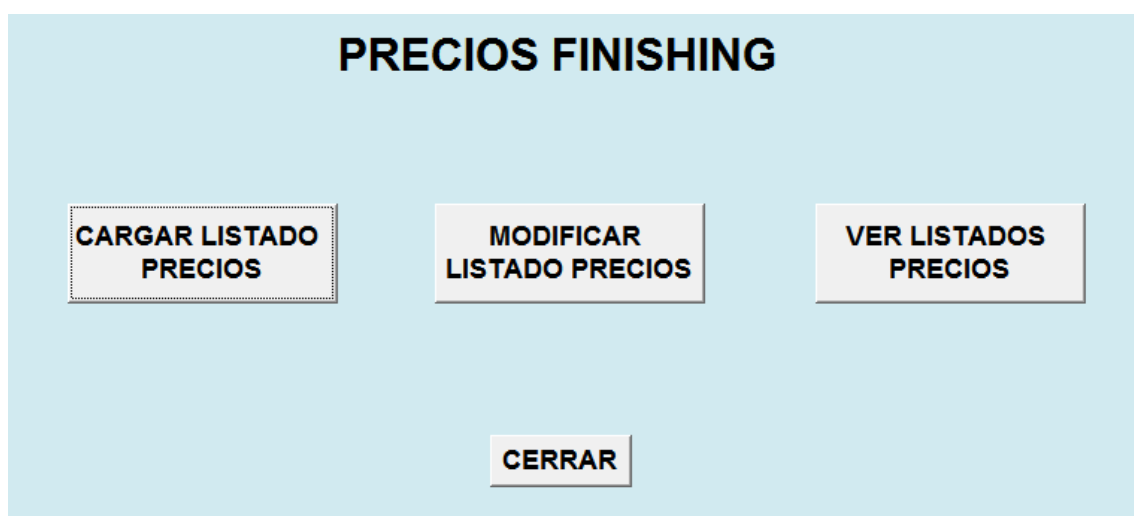 PRECIOS FINISHING
CARGAR LISTADO
PRECIOS
MODIFICAR
LISTADO PRECIOS
VER LISTADOS
PRECIOS
CERRAR